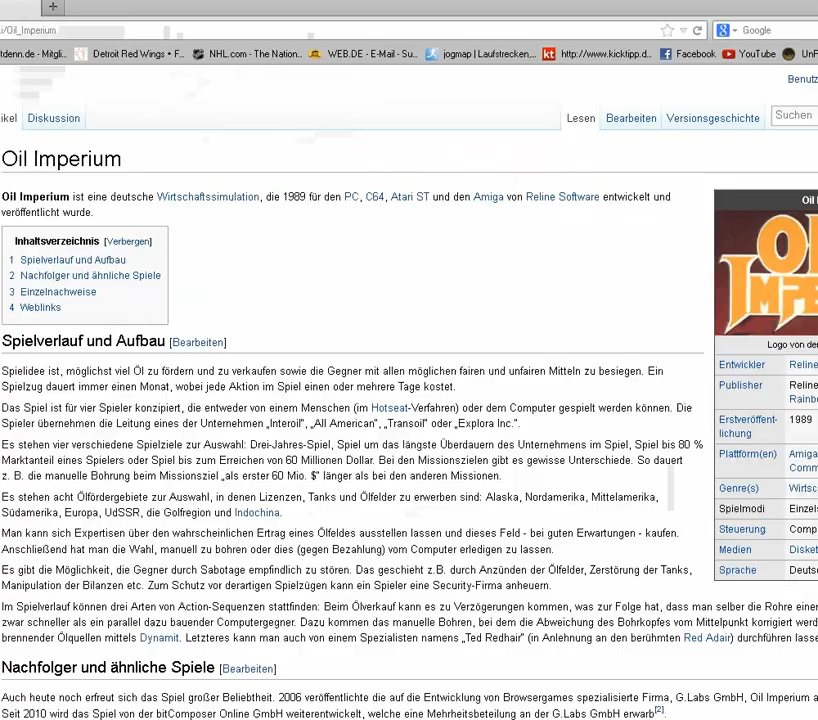 i/Oil_Imperium
Google
tdenn.de - Mitgli...
Detroit Red Wings • F...
NHL.com - The Nation...
WEB.DE - E-Mail - Su...
jogmap | Laufstrecken,...
http://www.kicktipp.d...
Facebook
YouTube
UnF
Benutz
ikel
Diskussion
Lesen
Bearbeiten
Versionsgeschichte
Suchen
Oil Imperium
Oil Imperium ist eine deutsche Wirtschaftssimulation, die 1989 für den PC, C64, Atari ST und den Amiga von Reline Software entwickelt und
veröffentlicht wurde.
Inhaltsverzeichnis [Verbergen]
1 Spielverlauf und Aufbau
2 Nachfolger und ähnliche Spiele
3 Einzelnachweise
4 Weblinks
Spielverlauf und Aufbau [Bearbeiten]
Spielidee ist, möglichst viel Öl zu fördern und zu verkaufen sowie die Gegner mit allen möglichen fairen und unfairen Mitteln zu besiegen. Ein
Spielzug dauert immer einen Monat, wobei jede Aktion im Spiel einen oder mehrere Tage kostet.
Das Spiel ist für vier Spieler konzipiert, die entweder von einem Menschen (im Hotseat-Verfahren) oder dem Computer gespielt werden können. Die
Spieler übernehmen die Leitung eines der Unternehmen „Interoil", „All American", „Transoil" oder „Explora Inc.".
Es stehen vier verschiedene Spielziele zur Auswahl: Drei-Jahres-Spiel, Spiel um das längste Überdauern des Unternehmens im Spiel, Spiel bis 80 %
Marktanteil eines Spielers oder Spiel bis zum Erreichen von 60 Millionen Dollar. Bei den Missionszielen gibt es gewisse Unterschiede. So dauert
z. B. die manuelle Bohrung beim Missionsziel „als erster 60 Mio. $" länger als bei den anderen Missionen.
Es stehen acht Ölfördergebiete zur Auswahl, in denen Lizenzen, Tanks und Ölfelder zu erwerben sind: Alaska, Nordamerika, Mittelamerika,
Südamerika, Europa, UdSSR, die Golfregion und Indochina.
Man kann sich Expertisen über den wahrscheinlichen Ertrag eines Ölfeldes ausstellen lassen und dieses Feld - bei guten Erwartungen - kaufen.
Anschließend hat man die Wahl, manuell zu bohren oder dies (gegen Bezahlung) vom Computer erledigen zu lassen.
Es gibt die Möglichkeit, die Gegner durch Sabotage empfindlich zu stören. Das geschieht z.B. durch Anzünden der Ölfelder, Zerstörung der Tanks,
Manipulation der Bilanzen etc. Zum Schutz vor derartigen Spielzügen kann ein Spieler eine Security-Firma anheuern.
Im Spielverlauf können drei Arten von Action-Sequenzen stattfinden: Beim Ölverkauf kann es zu Verzögerungen kommen, was zur Folge hat, dass man selber die Rohre einer
zwar schneller als ein parallel dazu bauender Computergegner. Dazu kommen das manuelle Bohren, bei dem die Abweichung des Bohrkopfes vom Mittelpunkt korrigiert werd
brennender Ölquellen mittels Dynamit. Letzteres kann man auch von einem Spezialisten namens „Ted Redhair" (in Anlehnung an den berühmten Red Adair) durchführen lasse
Nachfolger und ähnliche Spiele [Bearbeiten]
Auch heute noch erfreut sich das Spiel großer Beliebtheit. 2006 veröffentlichte die auf die Entwicklung von Browsergames spezialisierte Firma, G.Labs GmbH, Oil Imperium a
Seit 2010 wird das Spiel von der bitComposer Online GmbH weiterentwickelt, welche eine Mehrheitsbeteilung an der G.Labs GmbH erwarb[2].
Oil I
OI
IMPE
Logo von der
Entwickler Reline
Publisher Reline
Rainb
Erstveröffent- 1989
lichung
Plattform(en) Amiga
Comm
Genre(s) Wirtsc
Spielmodi Einzels
Steuerung Comp
Medien Disket
Sprache Deuts